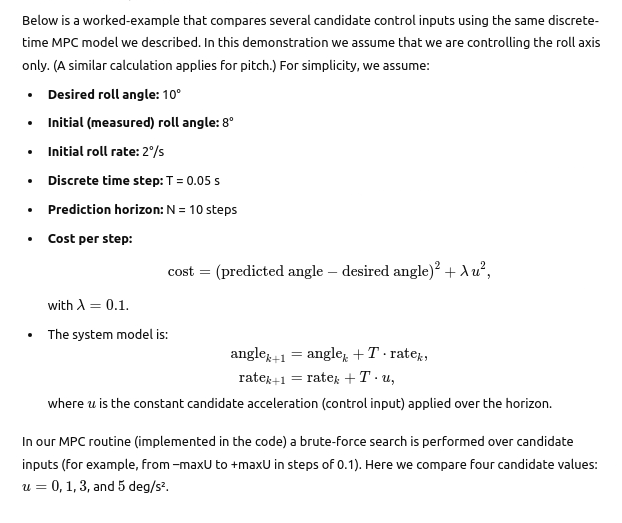 Below is a worked-example that compares several candidate control inputs using the same discrete-
time MPC model we described. In this demonstration we assume that we are controlling the roll axis
only. (A similar calculation applies for pitch.) For simplicity, we assume:
• Desired roll angle: 10°
• Initial (measured) roll angle: 8°
• Initial roll rate: 2°/s
• Discrete time step: T = 0.05 s
• Prediction horizon: N = 10 steps
• Cost per step:
cost = (predicted angle − desired angle)² + λ u²,
with λ = 0.1.
• The system model is:
angleₖ₊₁ = angleₖ + T · rateₖ,
rateₖ₊₁ = rateₖ + T · u,
where u is the constant candidate acceleration (control input) applied over the horizon.
In our MPC routine (implemented in the code) a brute-force search is performed over candidate
inputs (for example, from –maxU to +maxU in steps of 0.1). Here we compare four candidate values:
u = 0, 1, 3, and 5 deg/s².